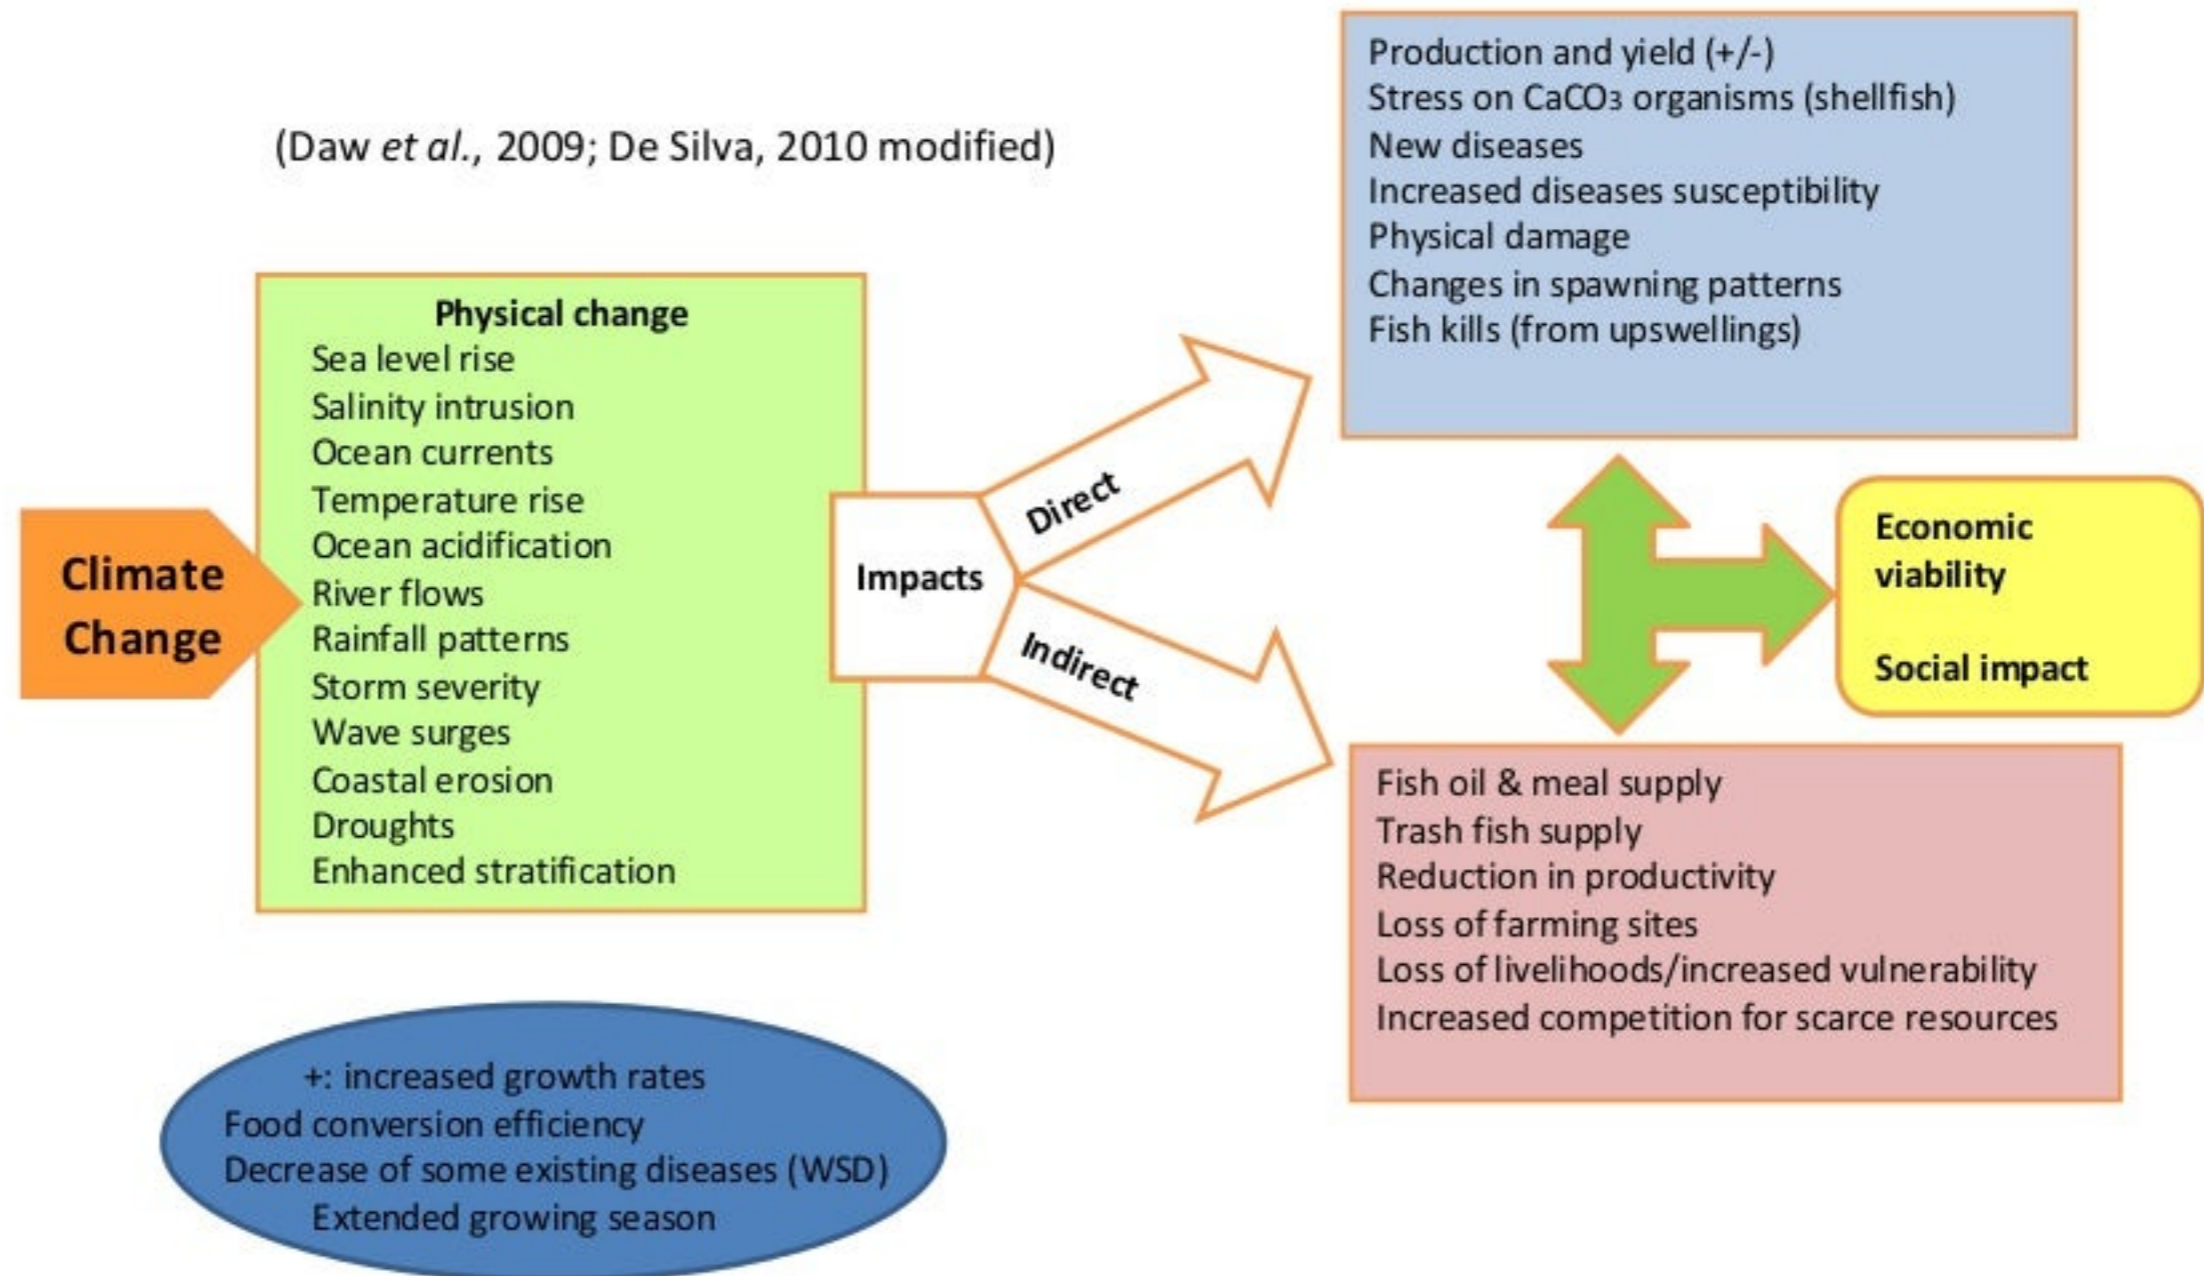 (Daw et al., 2009; De Silva, 2010 modified)
Climate
Change
Physical change
Sea level rise
Salinity intrusion
Ocean currents
Temperature rise
Ocean acidification
River flows
Rainfall patterns
Storm severity
Wave surges
Coastal erosion
Droughts
Enhanced stratification
Impacts
Direct
Indirect
Production and yield (+/-)
Stress on CaCO₃ organisms (shellfish)
New diseases
Increased diseases susceptibility
Physical damage
Changes in spawning patterns
Fish kills (from upswellings)
Economic
viability
Social impact
Fish oil & meal supply
Trash fish supply
Reduction in productivity
Loss of farming sites
Loss of livelihoods/increased vulnerability
Increased competition for scarce resources
+: increased growth rates
Food conversion efficiency
Decrease of some existing diseases (WSD)
Extended growing season